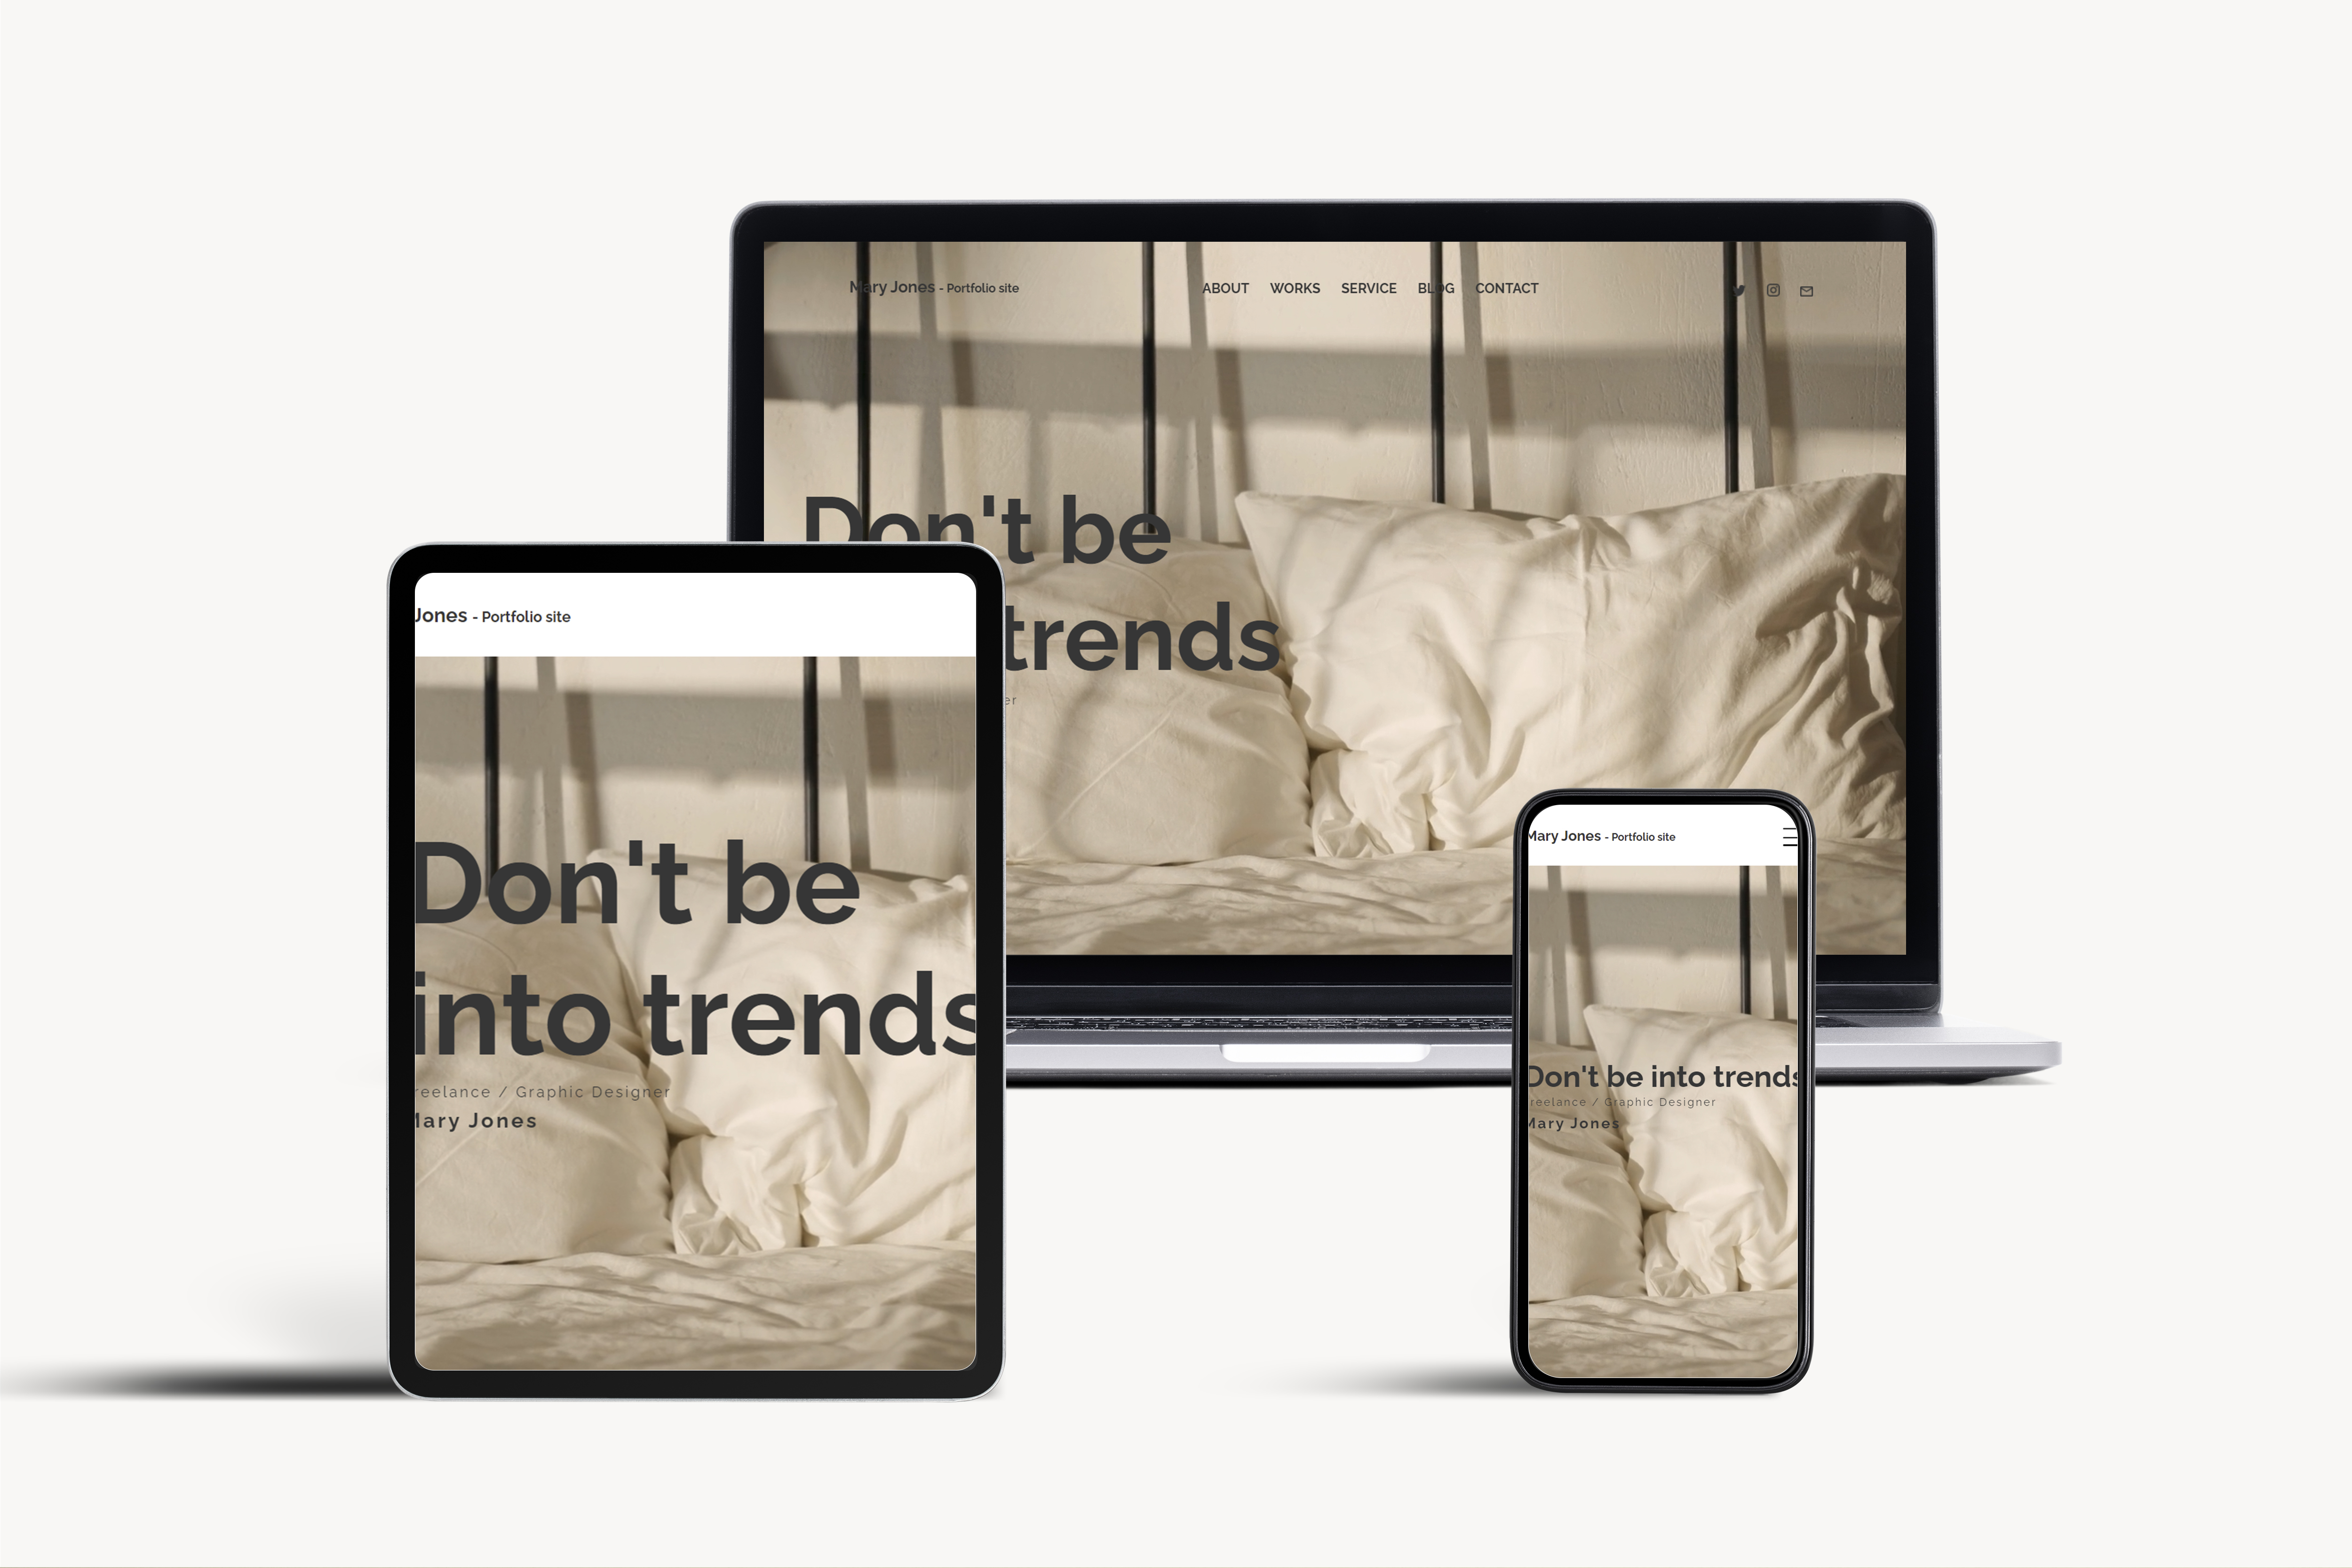 Mary Jones - Portfolio site
ABOUT WORKS SERVICE BLOG CONTACT
Don't be
trends
Jones - Portfolio site
Don't be
into trends
reelance / Graphic Designer
Mary Jones
Mary Jones - Portfolio site
Don't be into trends
reelance / Graphic Designer
Mary Jones